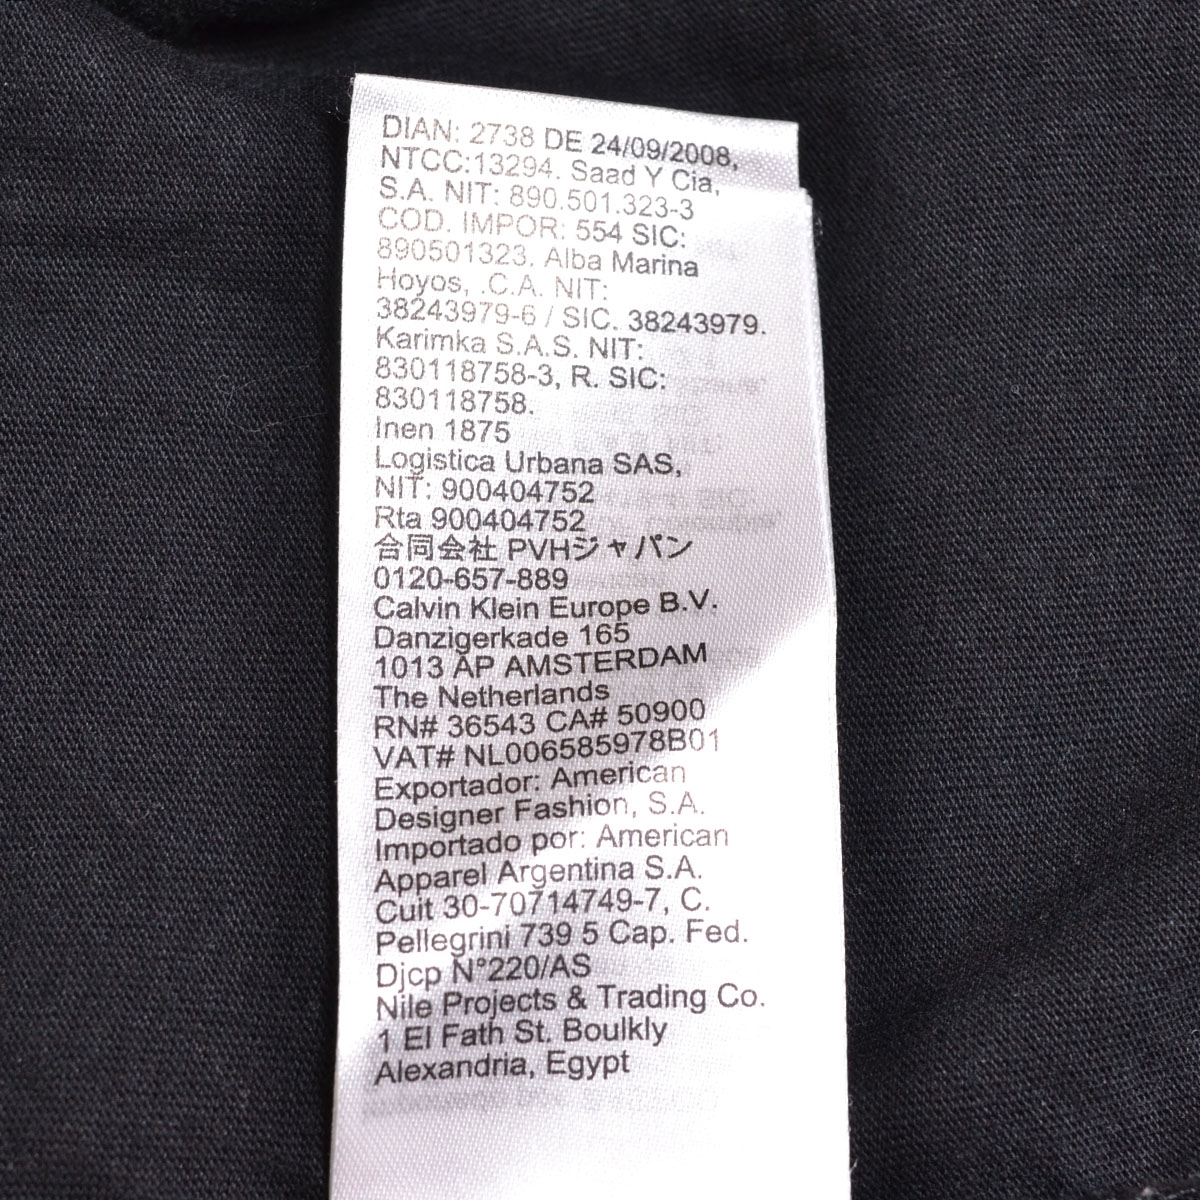 DIAN: 2738 DE 24/09/2008,
NTCC:13294. Saad Y Cia,
S.A. NIT: 890.501.323-3
COD. IMPOR: 554 SIC:
890501323. Alba Marina
Hoyos, .C.A. NIT:
38243979-6 / SIC. 38243979.
Karimka S.A.S. NIT:
830118758-3, R. SIC:
830118758.
Inen 1875
Logistica Urbana SAS,
NIT: 900404752
Rta 900404752
合同会社 PVHジャパン
0120-657-889
Calvin Klein Europe B.V.
Danzigerkade 165
1013 AP AMSTERDAM
The Netherlands
RN# 36543 CA# 50900
VAT# NL006585978B01
Exportador: American
Designer Fashion, S.A.
Importado por: American
Apparel Argentina S.A.
Cuit 30-70714749-7, C.
Pellegrini 739 5 Cap. Fed.
Djcp N°220/AS
Nile Projects & Trading Co.
1 El Fath St. Boulkly
Alexandria, Egypt